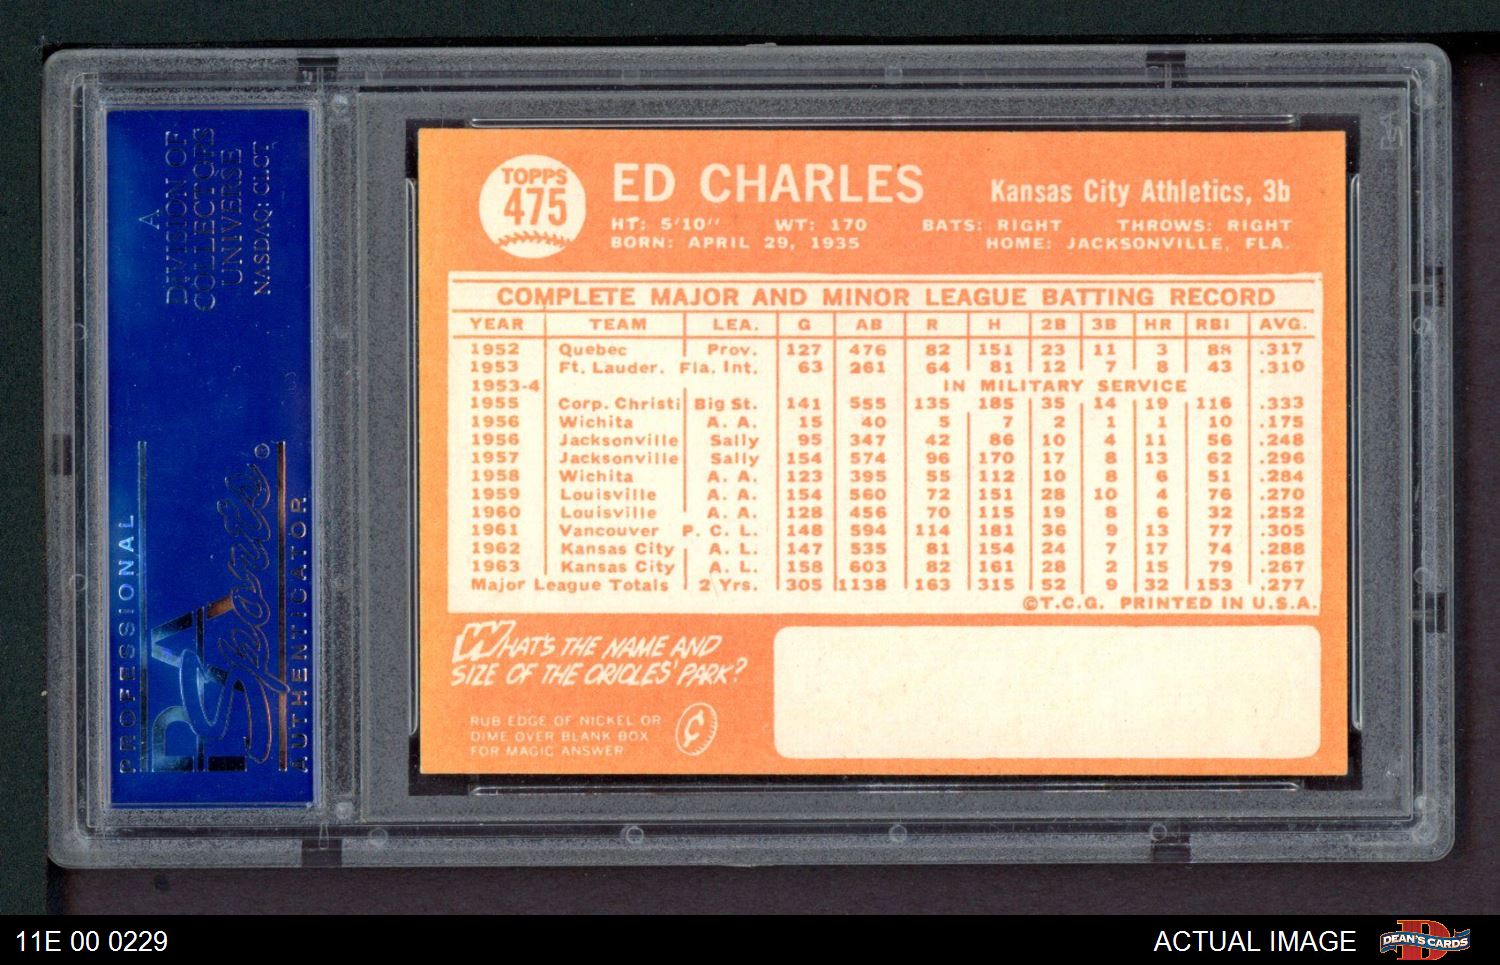 A
DIVISION OF
COLLECTORS
UNIVERSE
NASDAQ: CLCT
PROFESSIONAL
PSA
Sports
AUTHENTICATOR
TOPPS
475
ED CHARLES
Kansas City Athletics, 3b
HT: 5'10'' WT: 170 BATS: RIGHT THROWS: RIGHT
BORN: APRIL 29, 1935 HOME: JACKSONVILLE, FLA.
COMPLETE MAJOR AND MINOR LEAGUE BATTING RECORD
YEAR TEAM LEA. G AB R H 2B 3B HR RBI AVG.
1952 Quebec Prov. 127 476 82 151 23 11 3 88 .317
1953 Ft. Lauder. Fla. Int. 63 261 64 81 12 7 8 43 .310
1953-4 IN MILITARY SERVICE
1955 Corp. Christi Big St. 141 555 135 185 35 14 19 116 .333
1956 Wichita A. A. 15 40 5 7 2 1 1 10 .175
1956 Jacksonville Sally 95 347 42 86 10 4 11 56 .248
1957 Jacksonville Sally 154 574 96 170 17 8 13 62 .296
1958 Wichita A. A. 123 395 55 112 10 8 6 51 .284
1959 Louisville A. A. 154 560 72 151 28 10 4 76 .270
1960 Louisville A. A. 128 456 70 115 19 8 6 32 .252
1961 Vancouver P. C. L. 148 594 114 181 36 9 13 77 .305
1962 Kansas City A. L. 147 535 81 154 24 7 17 74 .288
1963 Kansas City A. L. 158 603 82 161 28 2 15 79 .267
Major League Totals 2 Yrs. 305 1138 163 315 52 9 32 153 .277
©T.C.G. PRINTED IN U.S.A.
WHAT'S THE NAME AND
SIZE OF THE ORIOLES' PARK?
RUB EDGE OF NICKEL OR
DIME OVER BLANK BOX
FOR MAGIC ANSWER
11E 00 0229
ACTUAL IMAGE
D
DEAN'S CARDS